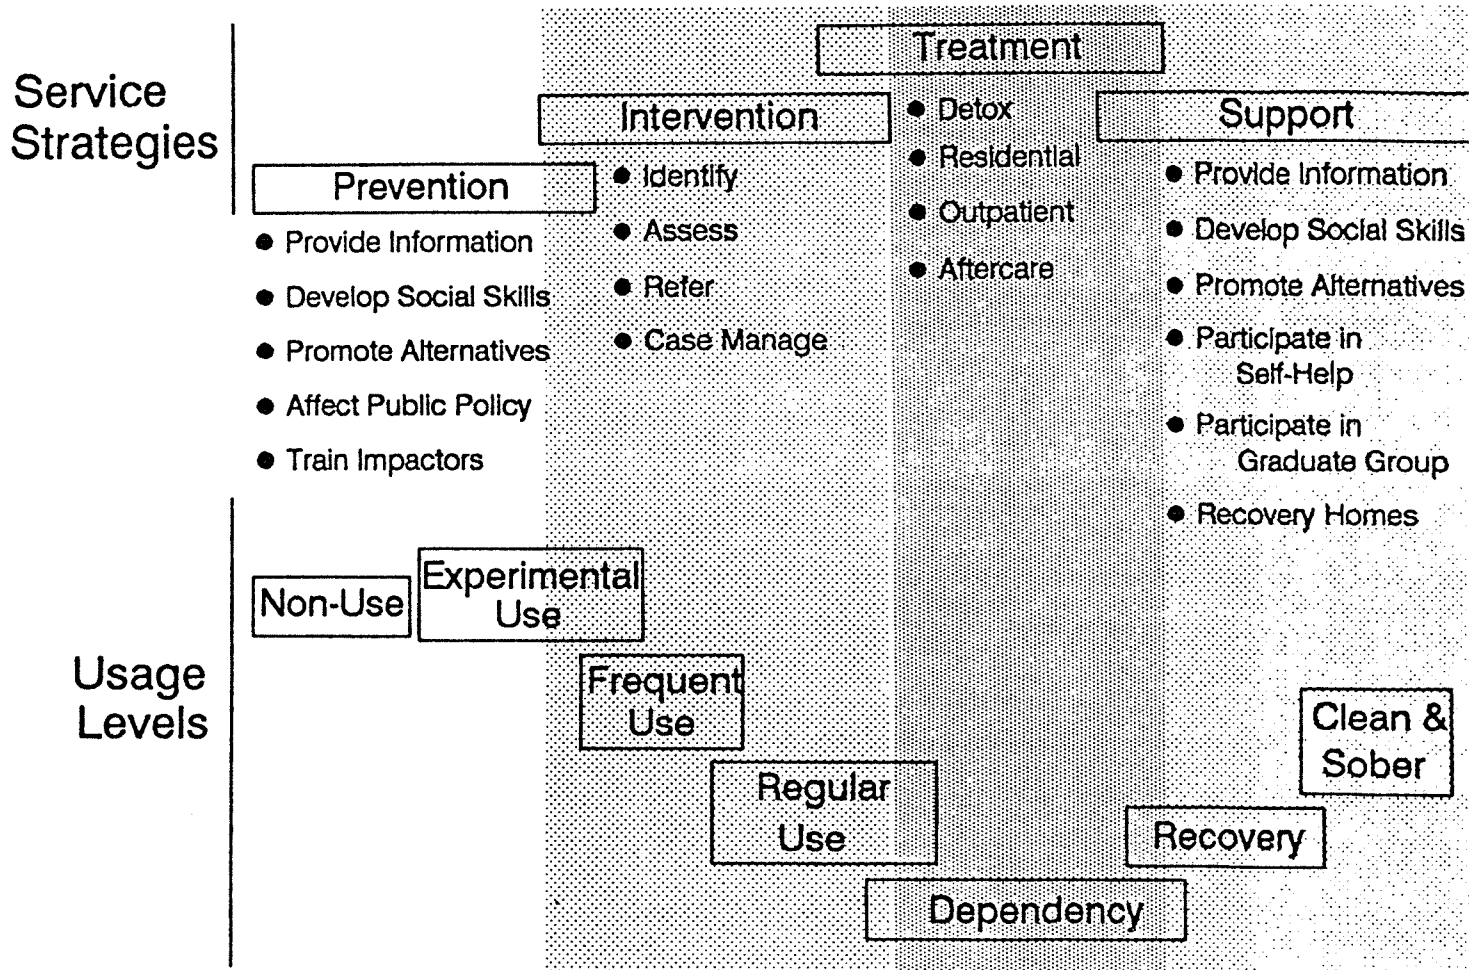 Service
Strategies
Prevention
● Provide Information
● Develop Social Skills
● Promote Alternatives
● Affect Public Policy
● Train Impactors
Intervention
● Identify
● Assess
● Refer
● Case Manage
Treatment
● Detox
● Residential
● Outpatient
● Aftercare
Support
● Provide Information
● Develop Social Skills
● Promote Alternatives
● Participate in
Self-Help
● Participate in
Graduate Group
● Recovery Homes
Usage
Levels
Non-Use
Experimental
Use
Frequent
Use
Regular
Use
Dependency
Recovery
Clean &
Sober